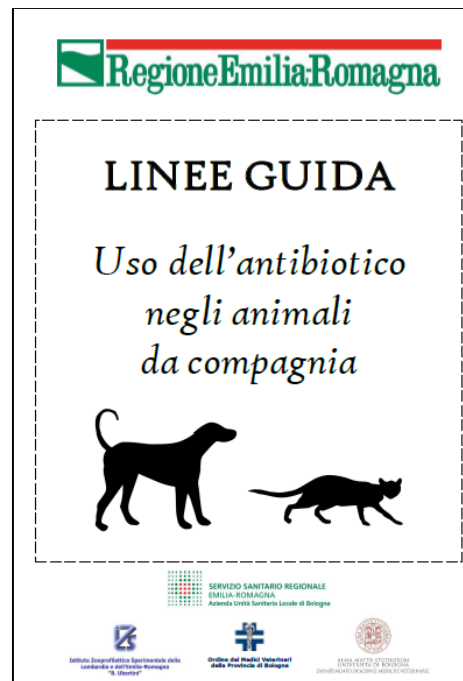 RegioneEmilia-Romagna
LINEE GUIDA
Uso dell'antibiotico
negli animali
da compagnia
SERVIZIO SANITARIO REGIONALE
EMILIA-ROMAGNA
Azienda Unità Sanitaria Locale di Bologna
Istituto Zooprofilattico Sperimentale della
Lombardia e dell'Emilia-Romagna
"B. Ubertini"
Ordine dei Medici Veterinari
della Provincia di Bologna
ALMA MATER STUDIORUM
UNIVERSITÀ DI BOLOGNA
DIPARTIMENTO DI SCIENZE MEDICHE VETERINARIE